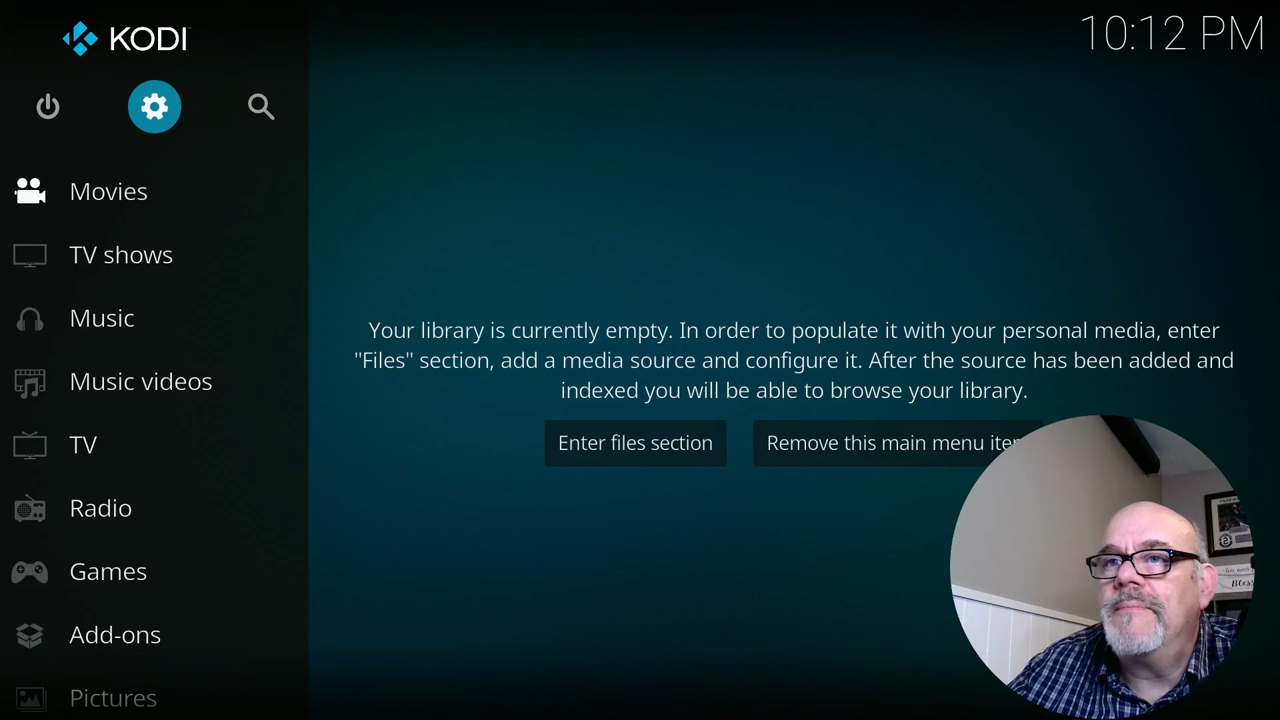 KODI
10:12 PM
Movies
TV shows
Music
Music videos
TV
Radio
Games
Add-ons
Pictures
Your library is currently empty. In order to populate it with your personal media, enter
"Files" section, add a media source and configure it. After the source has been added and
indexed you will be able to browse your library.
Enter files section
Remove this main menu